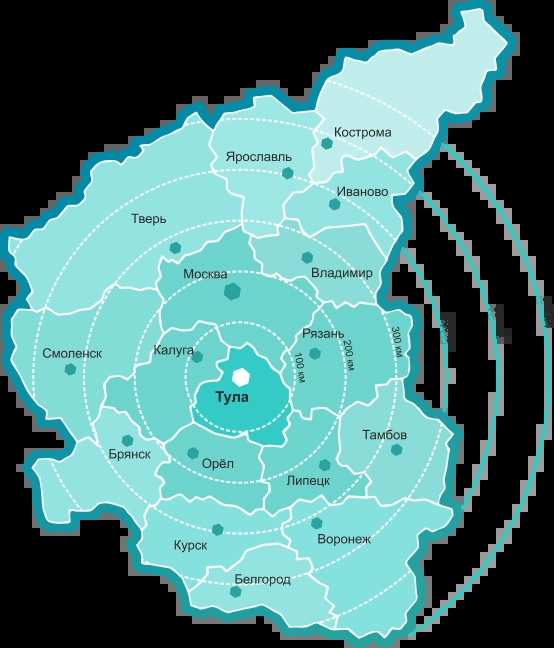 Кострома
Ярославль
Иваново
Тверь
Москва
Владимир
Рязань
300 км
200 км
100 км
Калуга
Смоленск
Тула
Тамбов
Брянск
Орёл
Липецк
Курск
Воронеж
Белгород